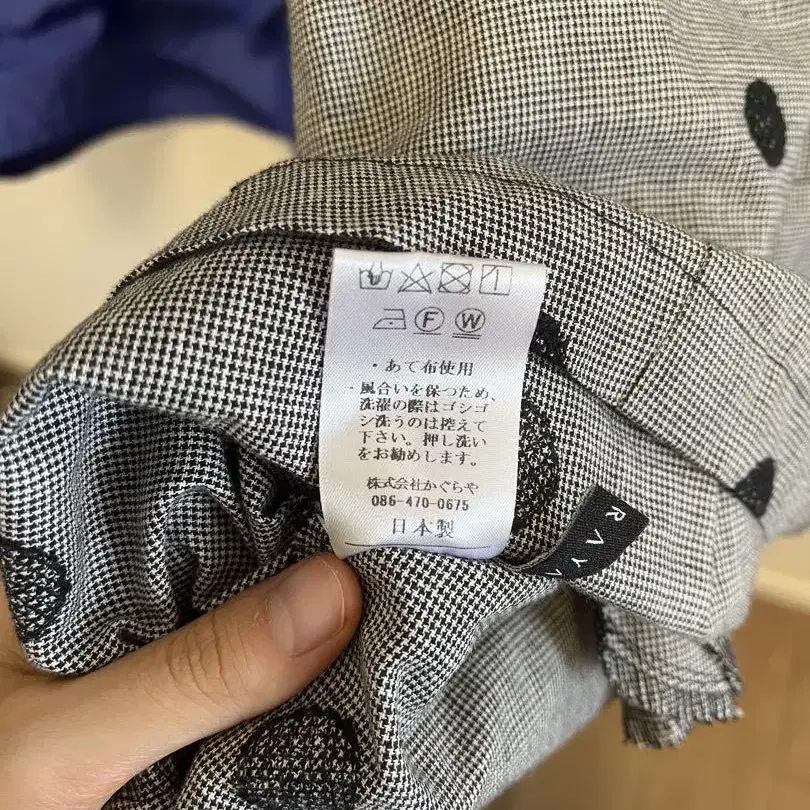 F W
・あて布使用
・風合いを保つため、
洗濯の際はゴシゴ
シ洗うのは控えて
下さい。押し洗い
をお勧めします。
株式会社かぐらや
086-470-0675
日本製
RAYA